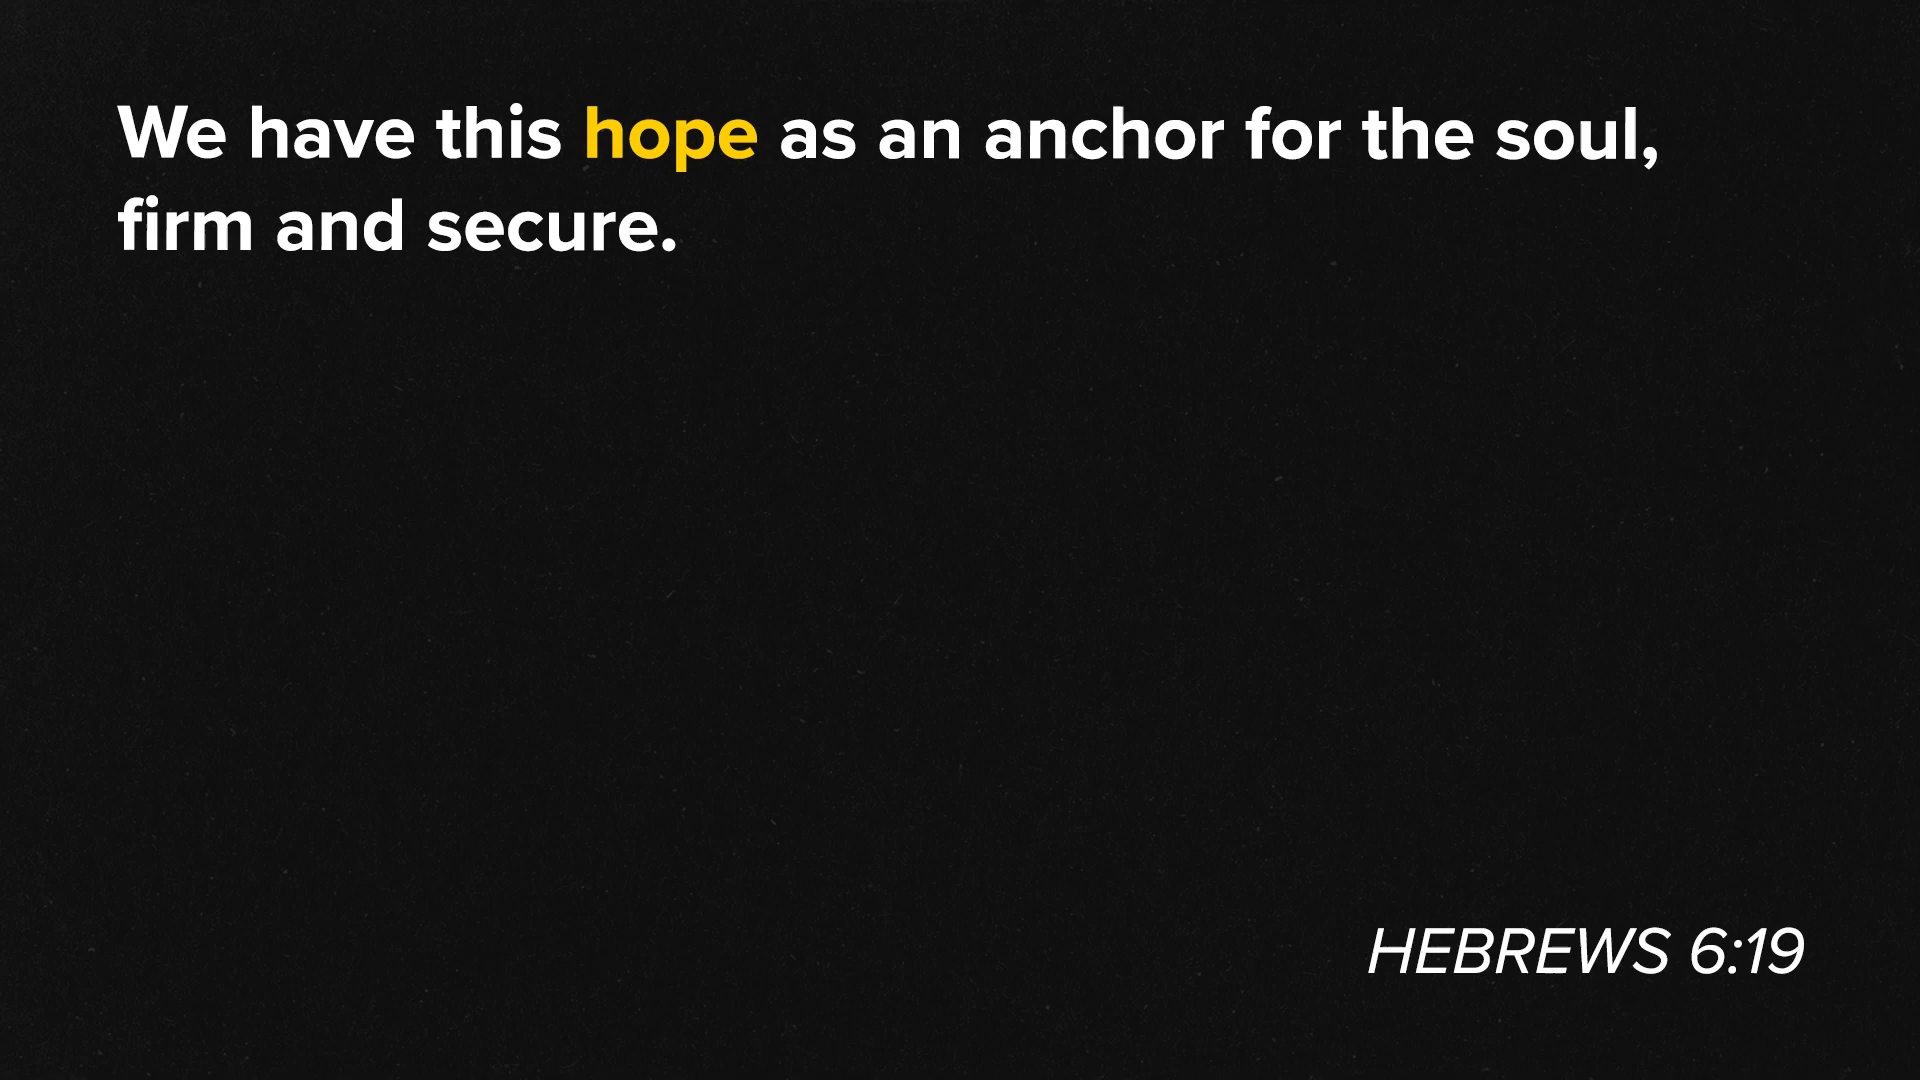 We have this hope as an anchor for the soul,
firm and secure.
HEBREWS 6:19